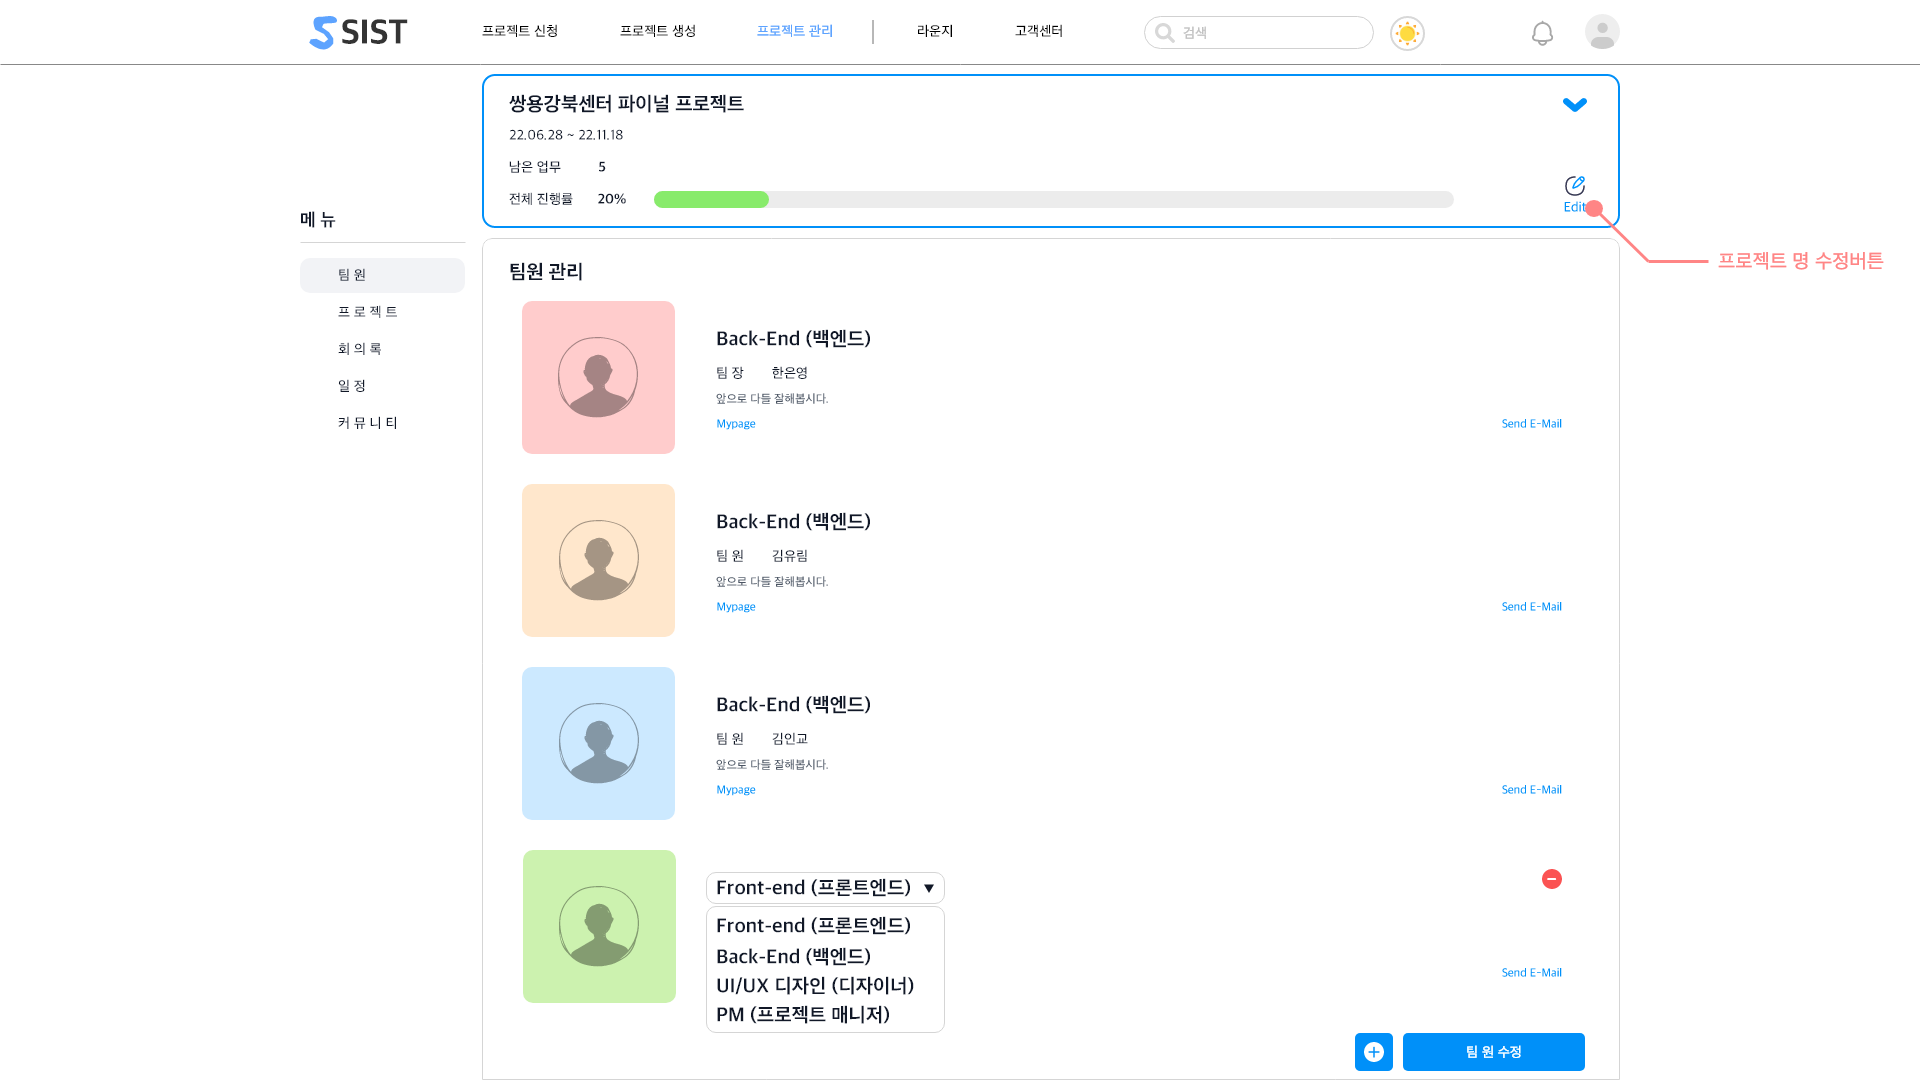 SIST
프로젝트 신청
프로젝트 생성
프로젝트 관리
라운지
고객센터
검색
쌍용강북센터 파이널 프로젝트
22.06.28 ~ 22.11.18
남은 업무 5
전체 진행률 20%
Edit
프로젝트 명 수정버튼
메 뉴
팀 원
프 로 젝 트
회 의 록
일 정
커 뮤 니 티
팀원 관리
Back-End (백엔드)
팀 장 한은영
앞으로 다들 잘해봅시다.
Mypage
Send E-Mail
Back-End (백엔드)
팀 원 김유림
앞으로 다들 잘해봅시다.
Mypage
Send E-Mail
Back-End (백엔드)
팀 원 김인교
앞으로 다들 잘해봅시다.
Mypage
Send E-Mail
Front-end (프론트엔드) ▼
Front-end (프론트엔드)
Back-End (백엔드)
UI/UX 디자인 (디자이너)
PM (프로젝트 매니저)
Send E-Mail
팀 원 수정